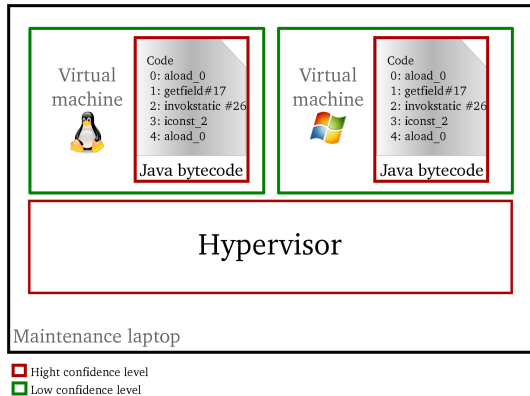 Virtual
machine
Code
0: aload_0
1: getfield#17
2: invokstatic #26
3: iconst_2
4: aload_0
Java bytecode
Virtual
machine
Code
0: aload_0
1: getfield#17
2: invokstatic #26
3: iconst_2
4: aload_0
Java bytecode
Hypervisor
Maintenance laptop
Hight confidence level
Low confidence level